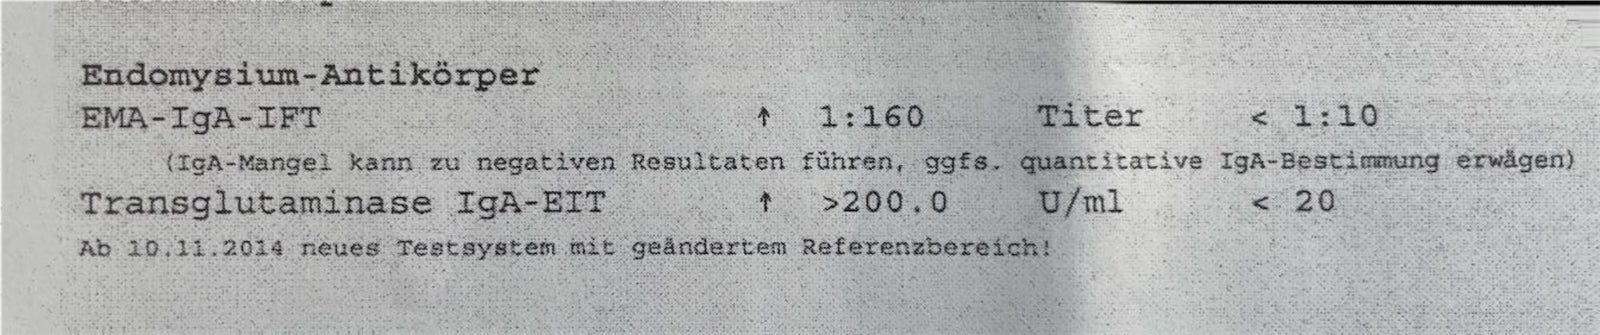 Endomysium-Antikörper
EMA-IgA-IFT ↑ 1:160 Titer < 1:10
(IgA-Mangel kann zu negativen Resultaten führen, ggfs. quantitative IgA-Bestimmung erwägen)
Transglutaminase IgA-EIT ↑ >200.0 U/ml < 20
Ab 10.11.2014 neues Testsystem mit geändertem Referenzbereich!